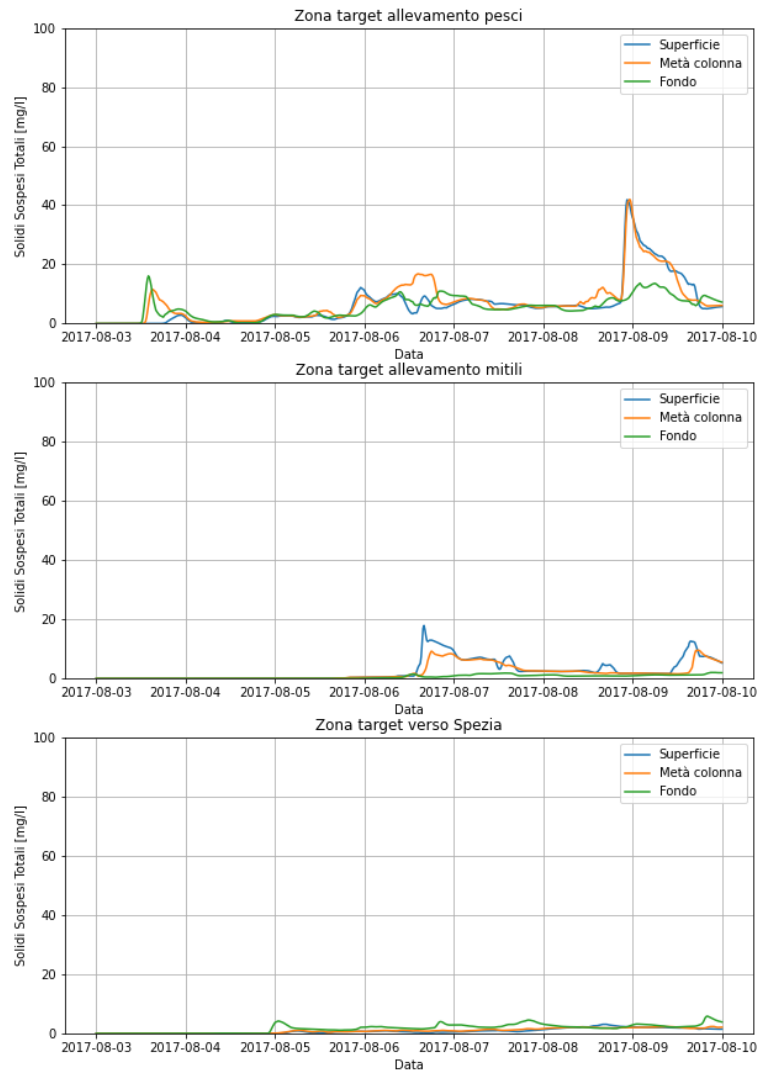 Zona target allevamento pesci
100
80
60
40
20
0
Solidi Sospesi Totali [mg/l]
Superficie
Metà colonna
Fondo
2017-08-03 2017-08-04 2017-08-05 2017-08-06 2017-08-07 2017-08-08 2017-08-09 2017-08-10
Data
Zona target allevamento mitili
100
80
60
40
20
0
Solidi Sospesi Totali [mg/l]
Superficie
Metà colonna
Fondo
2017-08-03 2017-08-04 2017-08-05 2017-08-06 2017-08-07 2017-08-08 2017-08-09 2017-08-10
Data
Zona target verso Spezia
100
80
60
40
20
0
Solidi Sospesi Totali [mg/l]
Superficie
Metà colonna
Fondo
2017-08-03 2017-08-04 2017-08-05 2017-08-06 2017-08-07 2017-08-08 2017-08-09 2017-08-10
Data